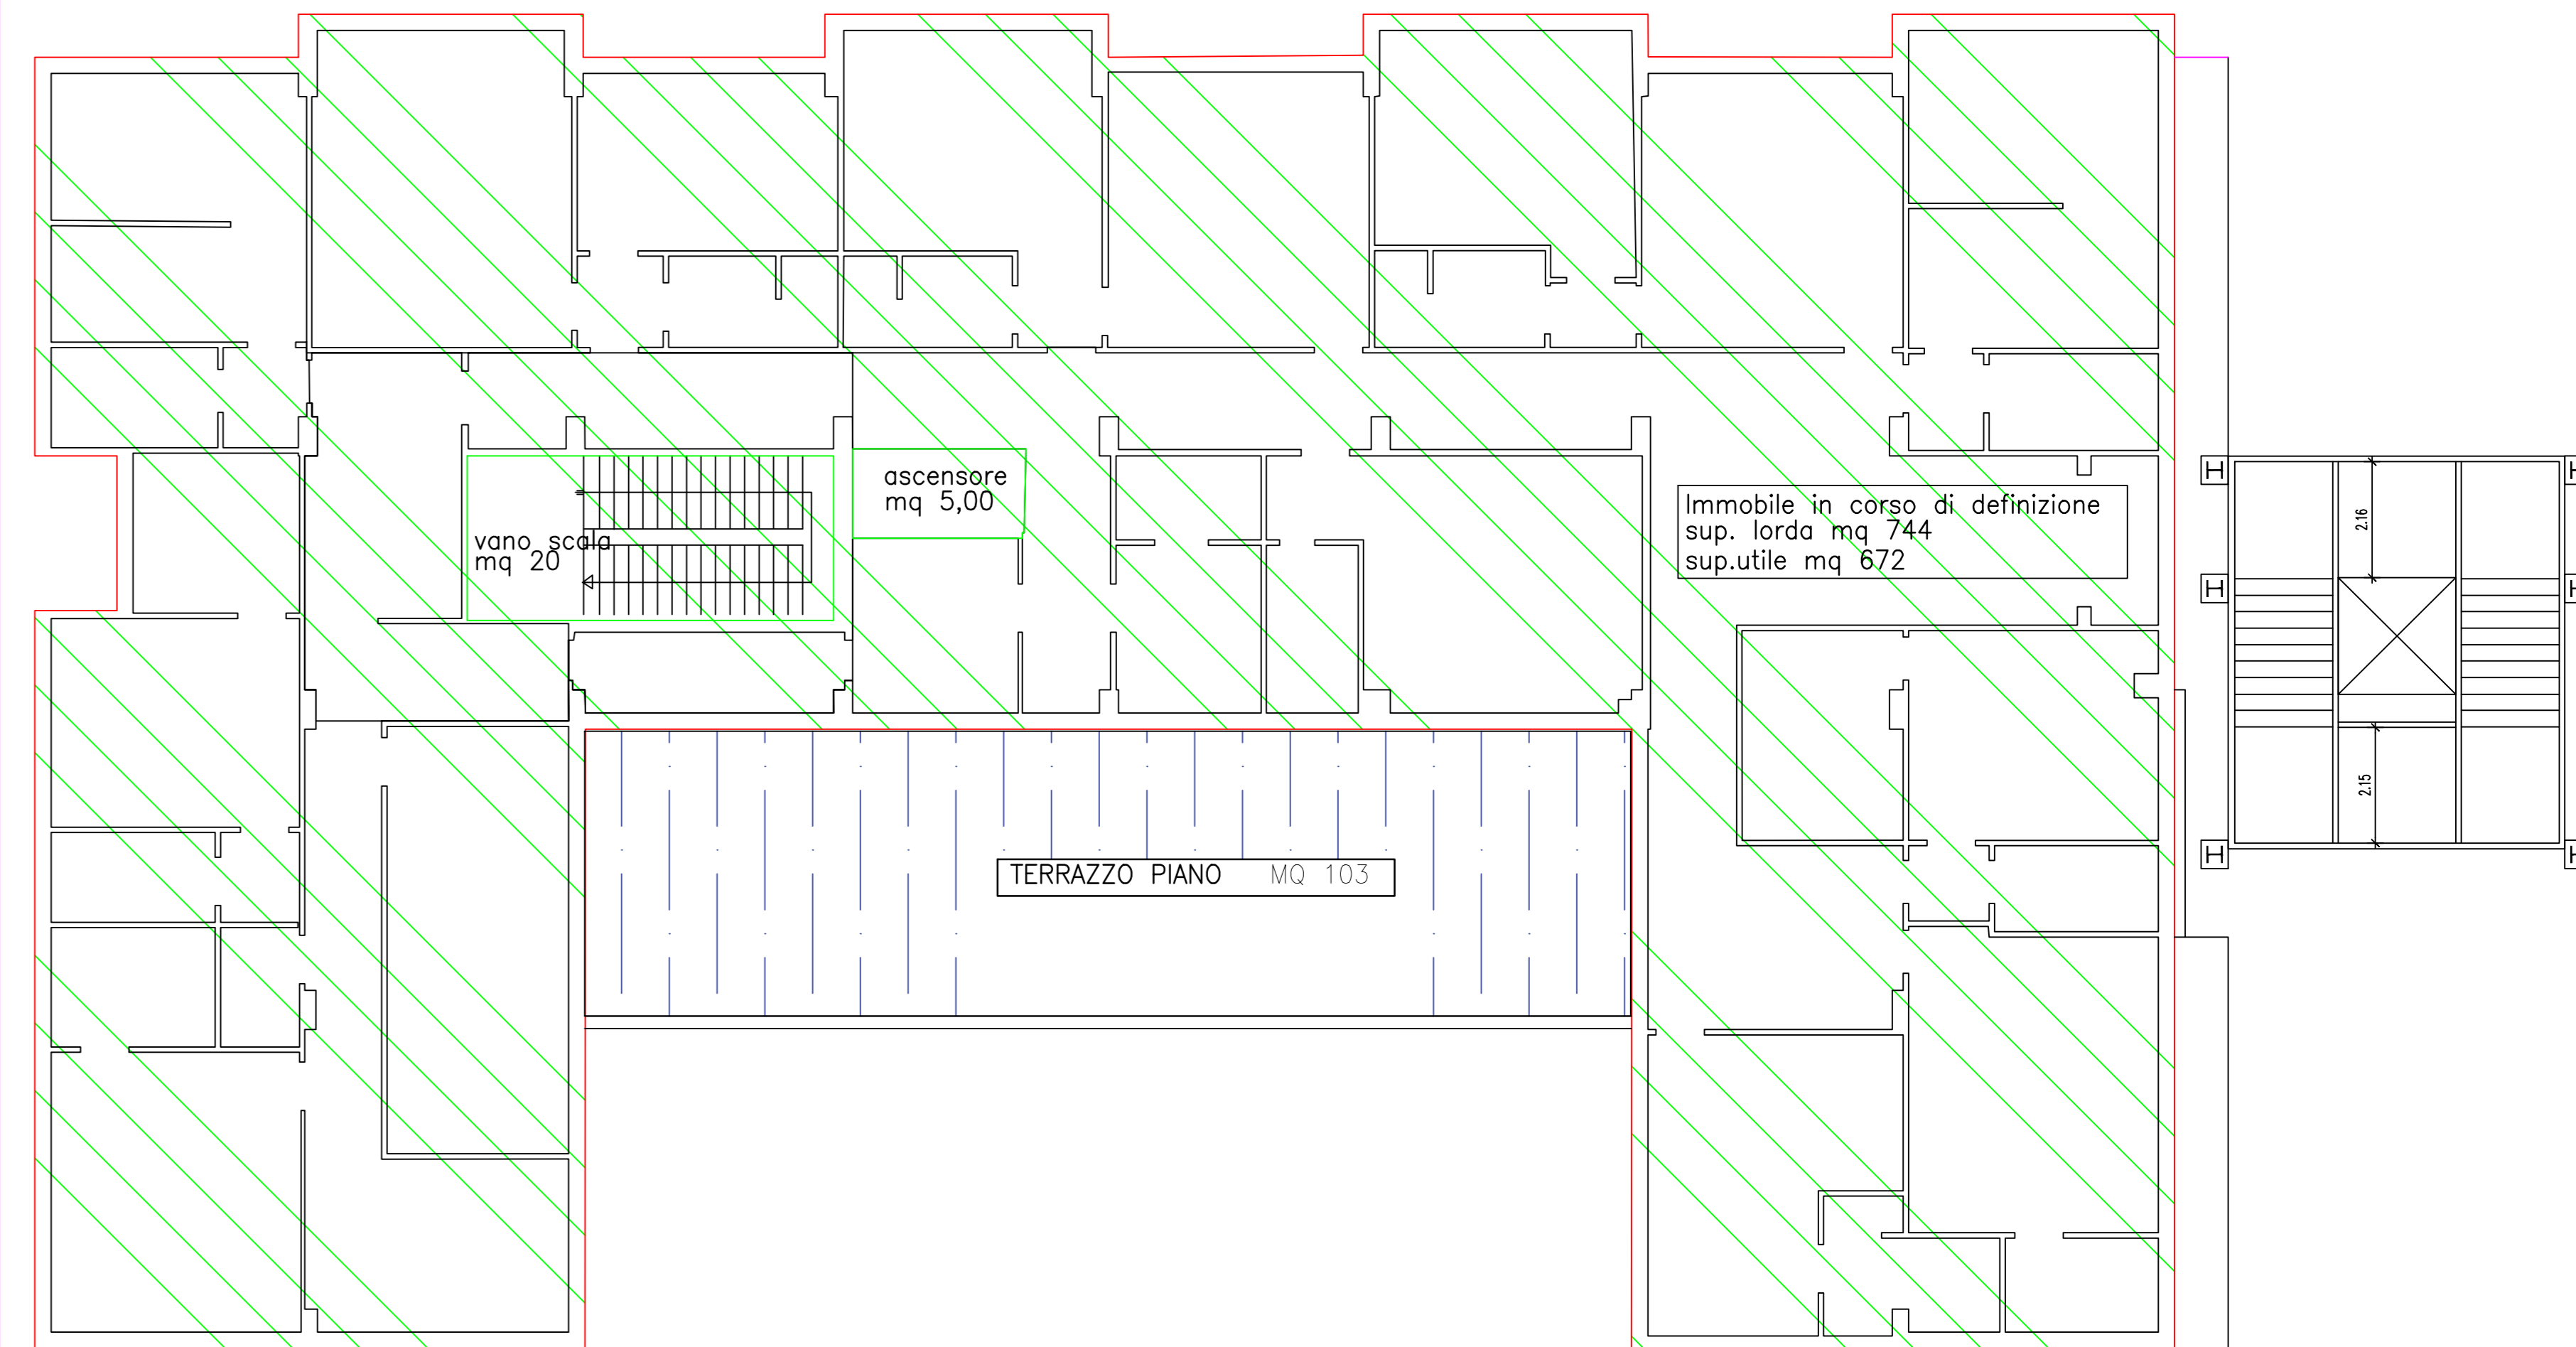 ascensore
mq 5,00
vano scala
mq 20
Immobile in corso di definizione
sup. lorda mq 744
sup.utile mq 672
TERRAZZO PIANO MQ 103
2.16
2.15
H
H
H
H
H
H